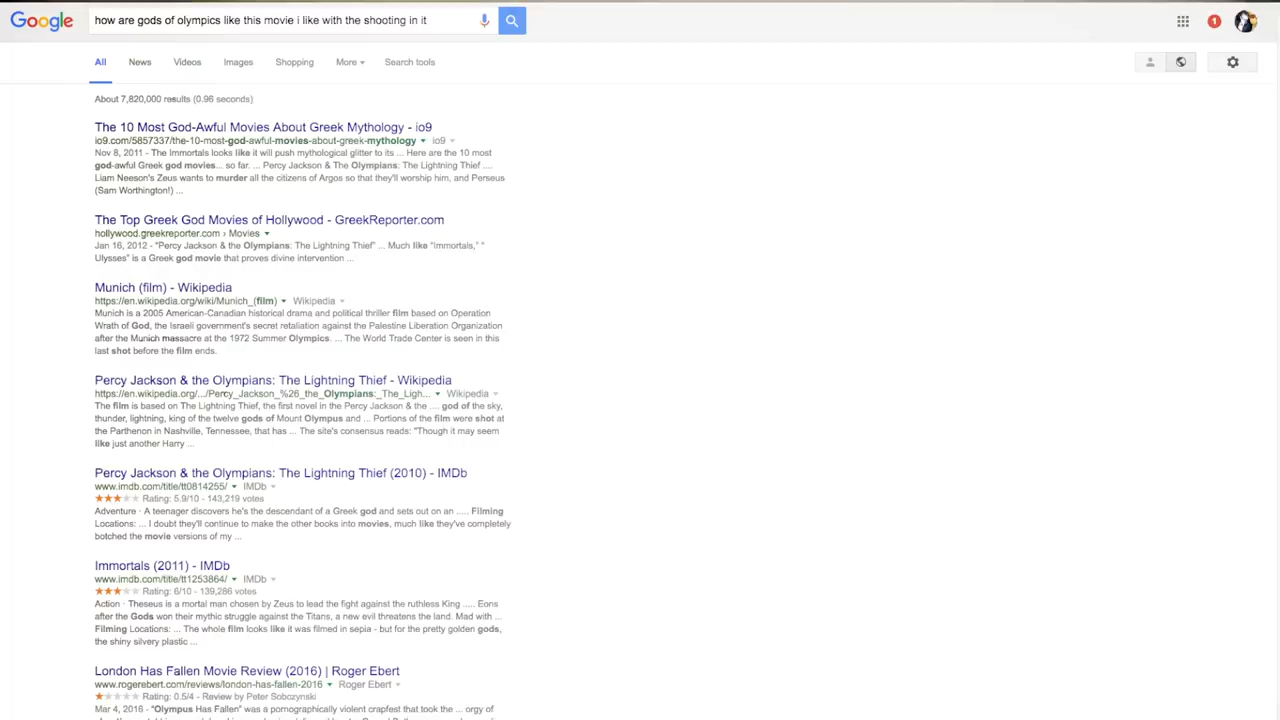 Google how are gods of olympics like this movie i like with the shooting in it 1
All News Videos Images Shopping More Search tools
About 7,820,000 results (0.96 seconds)
The 10 Most God-Awful Movies About Greek Mythology - io9
io9.com/5857337/the-10-most-god-awful-movies-about-greek-mythology io9
Nov 8, 2011 - The Immortals looks like it will push mythological glitter to its ... Here are the 10 most
god-awful Greek god movies... so far. ... Percy Jackson & The Olympians: The Lightning Thief ....
Liam Neeson's Zeus wants to murder all the citizens of Argos so that they'll worship him, and Perseus
(Sam Worthington!) ...
The Top Greek God Movies of Hollywood - GreekReporter.com
hollywood.greekreporter.com › Movies
Jan 16, 2012 - "Percy Jackson & the Olympians: The Lightning Thief" ... Much like "Immortals," "
Ulysses" is a Greek god movie that proves divine intervention ...
Munich (film) - Wikipedia
https://en.wikipedia.org/wiki/Munich_(film) Wikipedia
Munich is a 2005 American-Canadian historical drama and political thriller film based on Operation
Wrath of God, the Israeli government's secret retaliation against the Palestine Liberation Organization
after the Munich massacre at the 1972 Summer Olympics. ... The World Trade Center is seen in this
last shot before the film ends.
Percy Jackson & the Olympians: The Lightning Thief - Wikipedia
https://en.wikipedia.org/.../Percy_Jackson_%26_the_Olympians:_The_Ligh... Wikipedia
The film is based on The Lightning Thief, the first novel in the Percy Jackson & the .... god of the sky,
thunder, lightning, king of the twelve gods of Mount Olympus and ... Portions of the film were shot at
the Parthenon in Nashville, Tennessee, that has ... The site's consensus reads: "Though it may seem
like just another Harry ...
Percy Jackson & the Olympians: The Lightning Thief (2010) - IMDb
www.imdb.com/title/tt0814255/ IMDb
Rating: 5.9/10 - 143,219 votes
Adventure · A teenager discovers he's the descendant of a Greek god and sets out on an .... Filming
Locations: ... I doubt they'll continue to make the other books into movies, much like they've completely
botched the movie versions of my ...
Immortals (2011) - IMDb
www.imdb.com/title/tt1253864/ IMDb
Rating: 6/10 - 139,286 votes
Action · Theseus is a mortal man chosen by Zeus to lead the fight against the ruthless King .... Eons
after the Gods won their mythic struggle against the Titans, a new evil threatens the land. Mad with ...
Filming Locations: ... The whole film looks like it was filmed in sepia - but for the pretty golden gods,
the shiny silvery plastic ...
London Has Fallen Movie Review (2016) | Roger Ebert
www.rogerebert.com/reviews/london-has-fallen-2016 Roger Ebert
Rating: 0.5/4 - Review by Peter Sobczynski
Mar 4, 2016 - "Olympus Has Fallen" was a pornographically violent crapfest that took the ... orgy of